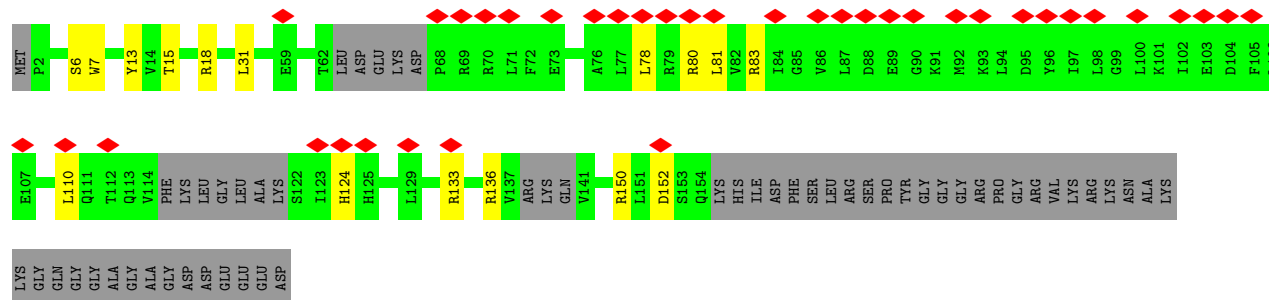 MET P2 S6 W7 Y13 V14 T15 R18 L31 E59 T62 LEU ASP GLU LYS ASP P68 R69 R70 L71 F72 E73 A76 L77 L78 R79 R80 L81 V82 R83 I84 G85 V86 L87 D88 E89 G90 K91 M92 K93 L94 D95 Y96 I97 L98 G99 L100 K101 I102 E103 D104 F105
E107 L110 Q111 T112 Q113 V114 PHE LYS LEU GLY LEU ALA LYS S122 I123 H124 H125 L129 R133 R136 V137 ARG LYS GLN V141 R150 L151 D152 S153 Q154 LYS HIS ILE ASP PHE SER LEU ARG SER PRO TYR GLY GLY GLY ARG PRO GLY ARG VAL LYS ARG LYS ASN ALA LYS
LYS GLY GLN GLY GLY ALA GLY ALA GLY ASP ASP GLU GLU GLU ASP